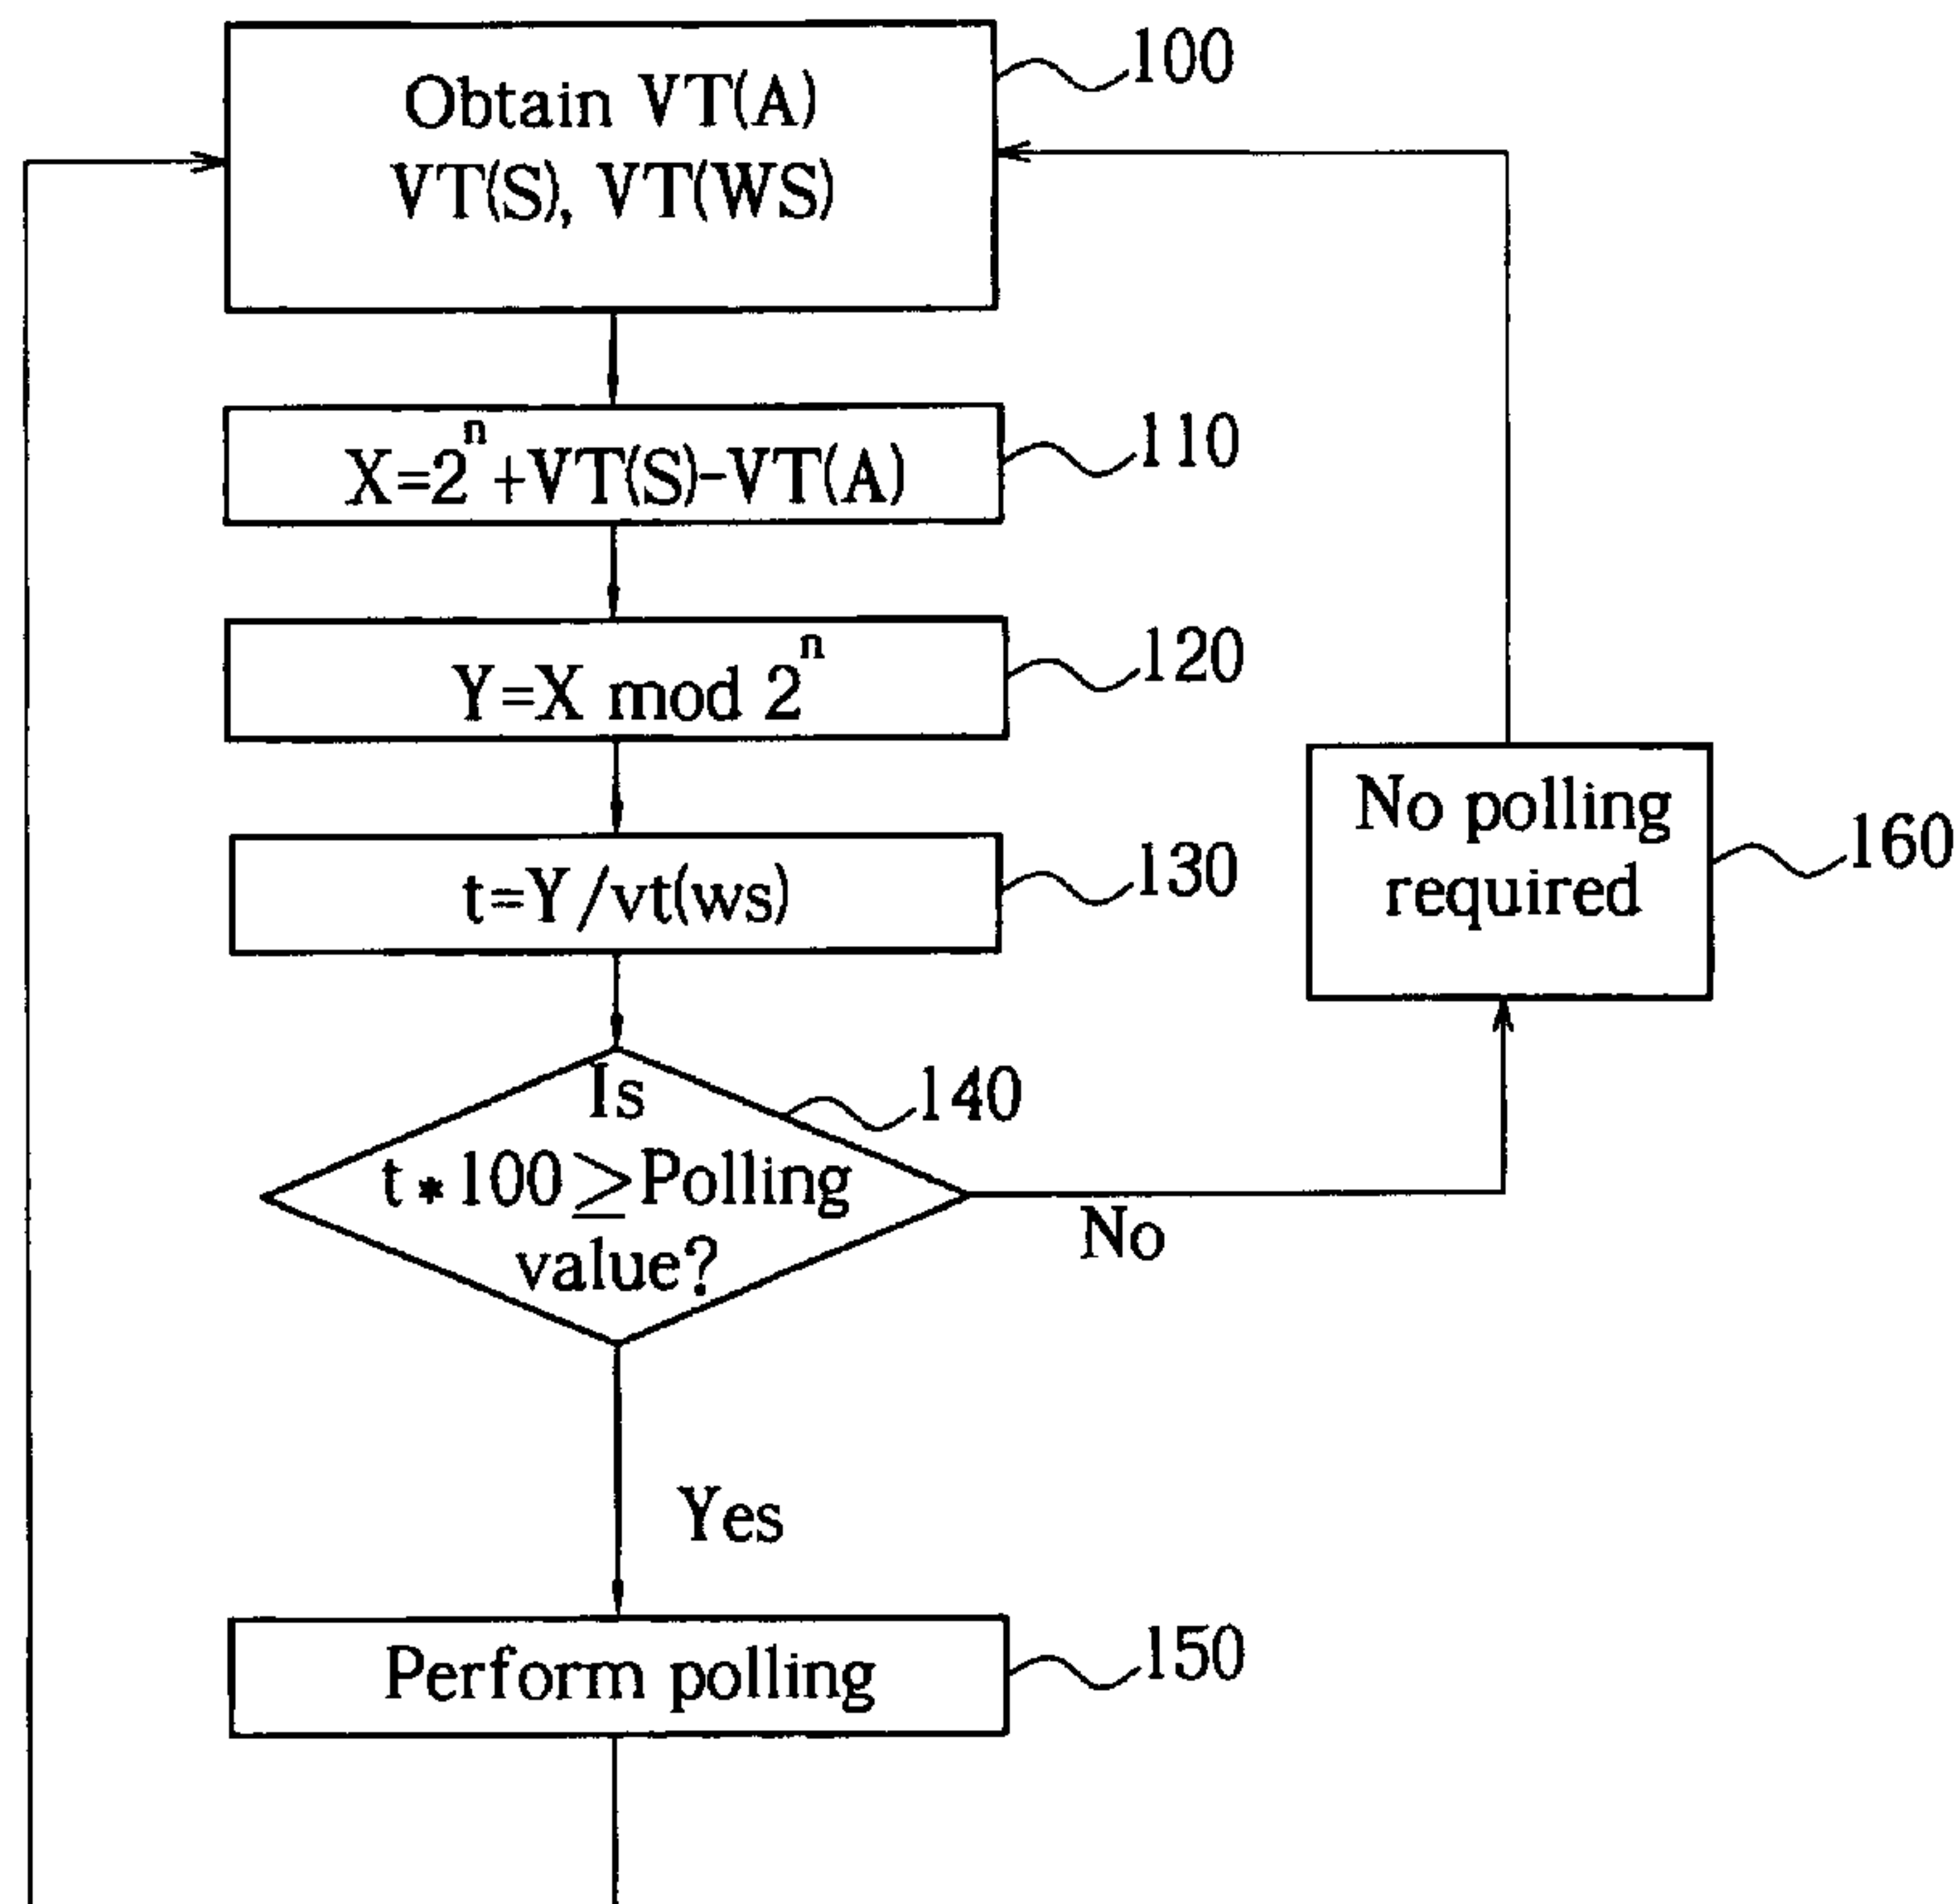 Obtain VT(A)
VT(S), VT(WS)
100
X=2^n+VT(S)-VT(A)
110
Y=X mod 2^n
120
t=Y/vt(ws)
130
No polling
required
160
Is
t*100≥Polling
value?
140
No
Yes
Perform polling
150